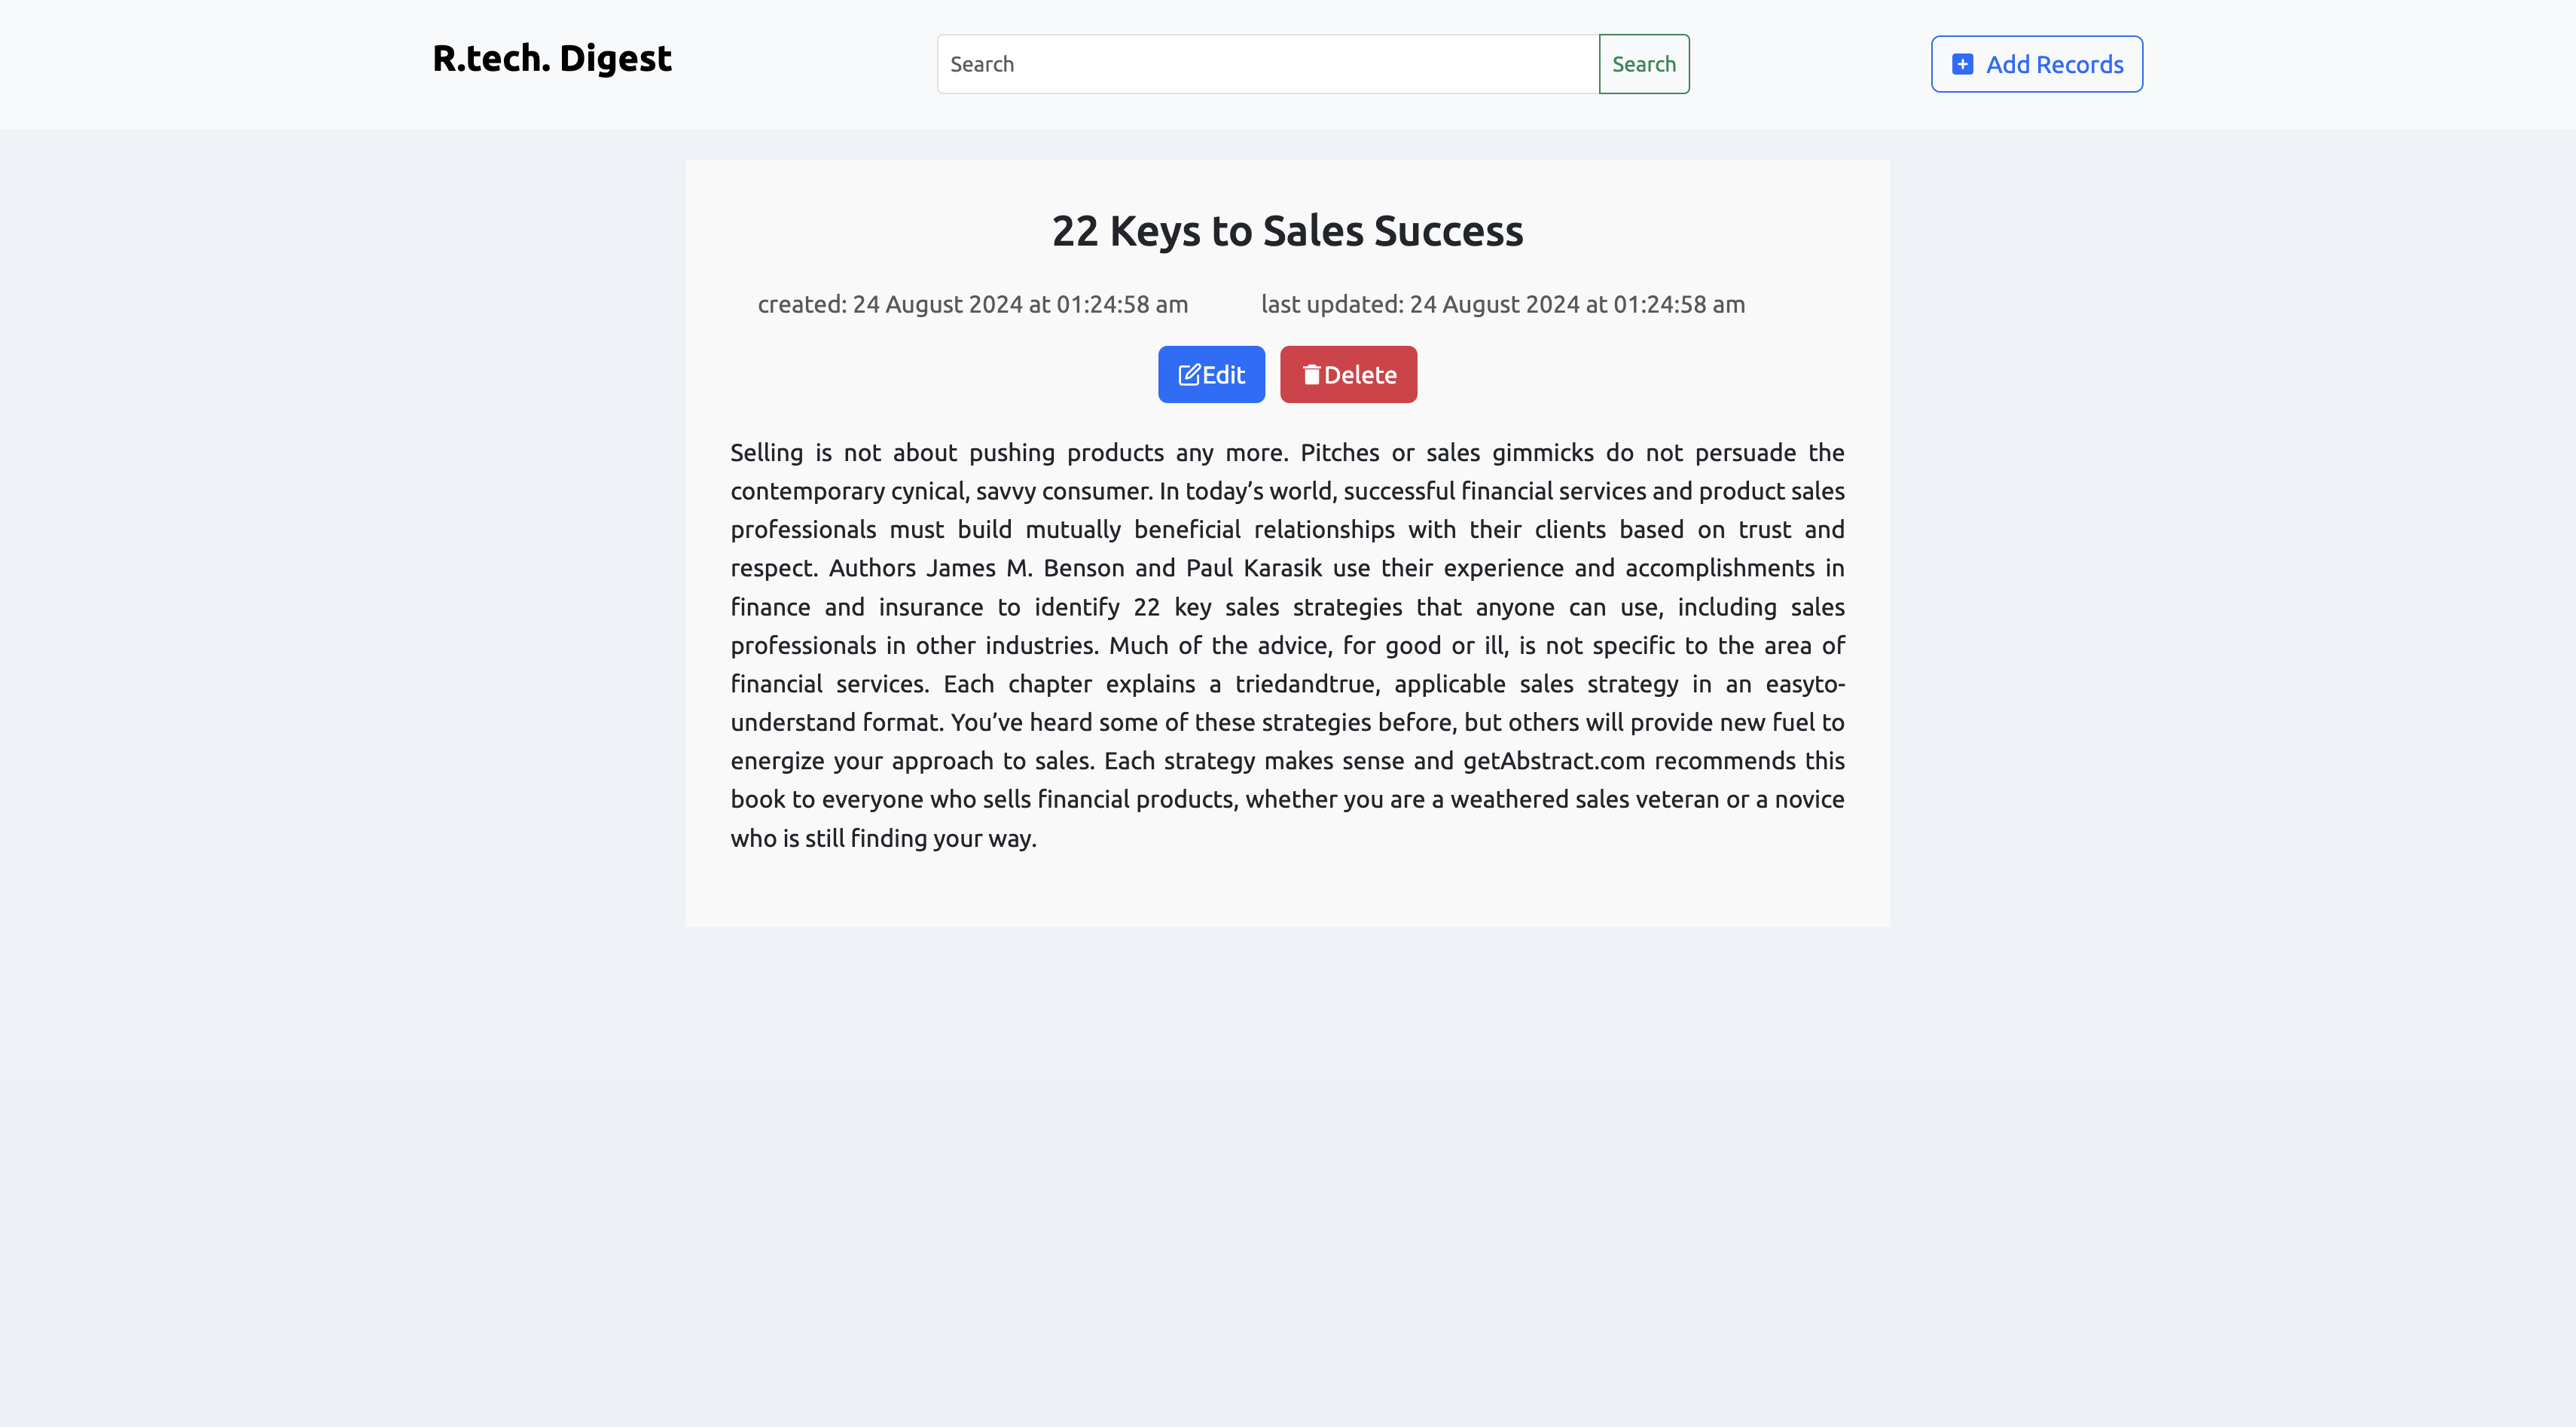 R.tech. Digest
Search
Search
Add Records
22 Keys to Sales Success
created: 24 August 2024 at 01:24:58 am
last updated: 24 August 2024 at 01:24:58 am
Edit
Delete
Selling is not about pushing products any more. Pitches or sales gimmicks do not persuade the
contemporary cynical, savvy consumer. In today’s world, successful financial services and product sales
professionals must build mutually beneficial relationships with their clients based on trust and
respect. Authors James M. Benson and Paul Karasik use their experience and accomplishments in
finance and insurance to identify 22 key sales strategies that anyone can use, including sales
professionals in other industries. Much of the advice, for good or ill, is not specific to the area of
financial services. Each chapter explains a triedandtrue, applicable sales strategy in an easyto-
understand format. You’ve heard some of these strategies before, but others will provide new fuel to
energize your approach to sales. Each strategy makes sense and getAbstract.com recommends this
book to everyone who sells financial products, whether you are a weathered sales veteran or a novice
who is still finding your way.